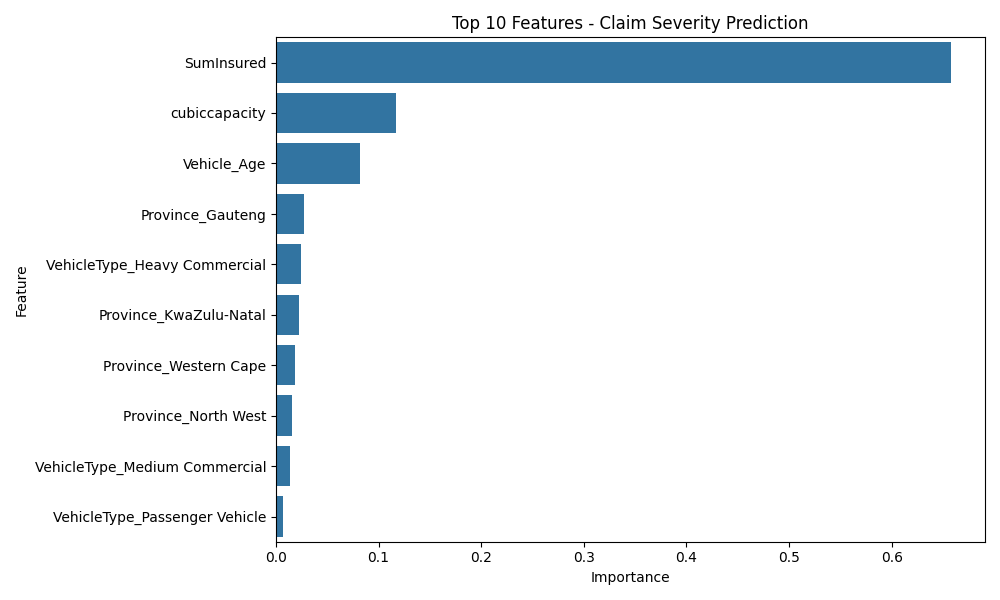 Top 10 Features - Claim Severity Prediction
Feature
SumInsured
cubiccapacity
Vehicle_Age
Province_Gauteng
VehicleType_Heavy Commercial
Province_KwaZulu-Natal
Province_Western Cape
Province_North West
VehicleType_Medium Commercial
VehicleType_Passenger Vehicle
0.0 0.1 0.2 0.3 0.4 0.5 0.6
Importance